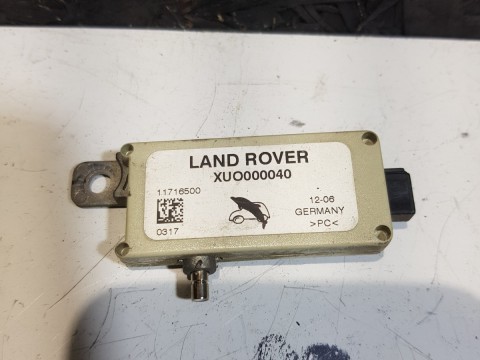 LAND ROVER
XUO000040
11716500
12-06
GERMANY
0317
>PC<